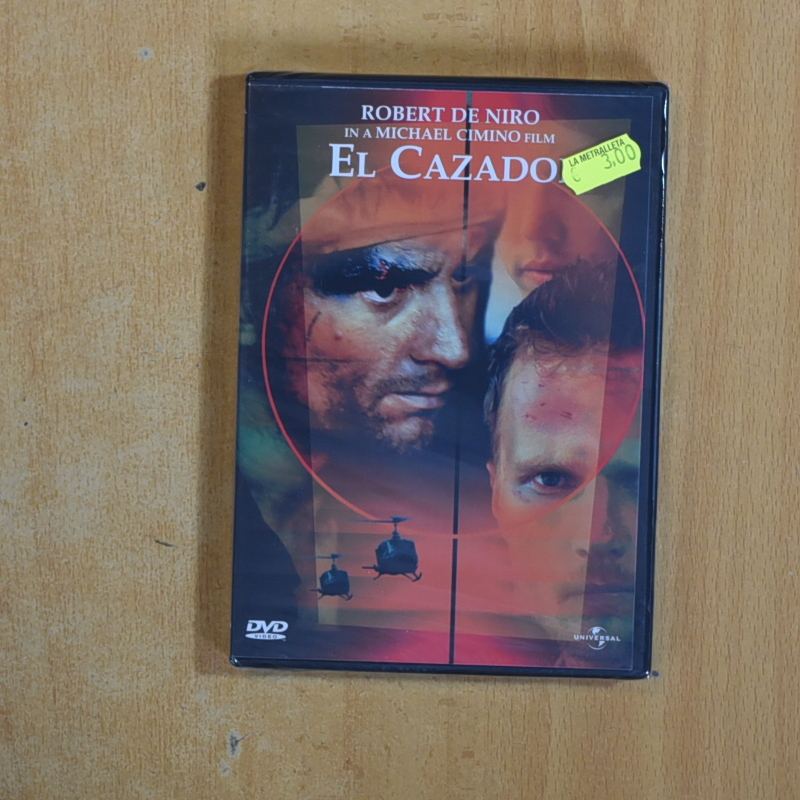 ROBERT DE NIRO
IN A MICHAEL CIMINO FILM
EL CAZADO
LA METRALLETA
€ 3,00
DVD
VIDEO
UNIVERSAL